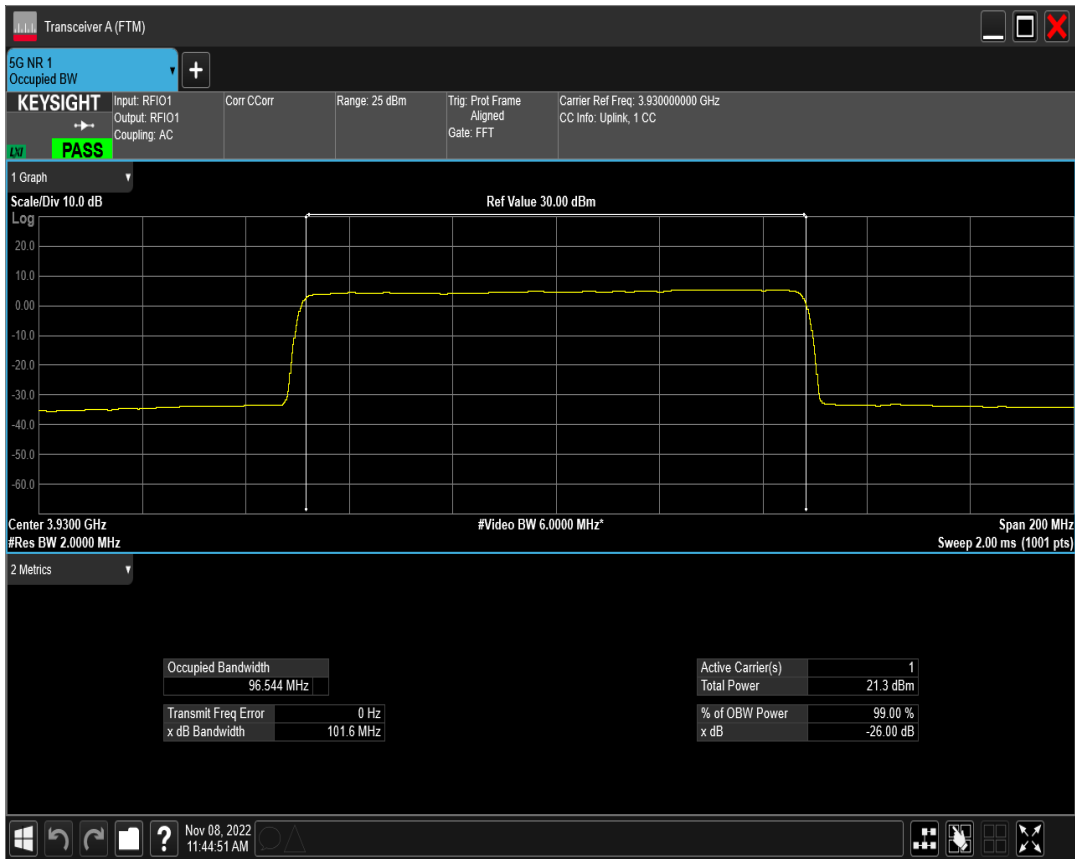 Transceiver A (FTM)
5G NR 1
Occupied BW
+
KEYSIGHT
LXI
PASS
Input: RFIO1
Output: RFIO1
Coupling: AC
Corr CCorr
Range: 25 dBm
Trig: Prot Frame
Aligned
Gate: FFT
Carrier Ref Freq: 3.930000000 GHz
CC Info: Uplink, 1 CC
1 Graph
Scale/Div 10.0 dB
Ref Value 30.00 dBm
Log
20.0
10.0
0.00
-10.0
-20.0
-30.0
-40.0
-50.0
-60.0
Center 3.9300 GHz
#Video BW 6.0000 MHz*
Span 200 MHz
#Res BW 2.0000 MHz
Sweep 2.00 ms (1001 pts)
2 Metrics
Occupied Bandwidth
96.544 MHz
Transmit Freq Error 0 Hz
x dB Bandwidth 101.6 MHz
Active Carrier(s) 1
Total Power 21.3 dBm
% of OBW Power 99.00 %
x dB -26.00 dB
?
Nov 08, 2022
11:44:51 AM